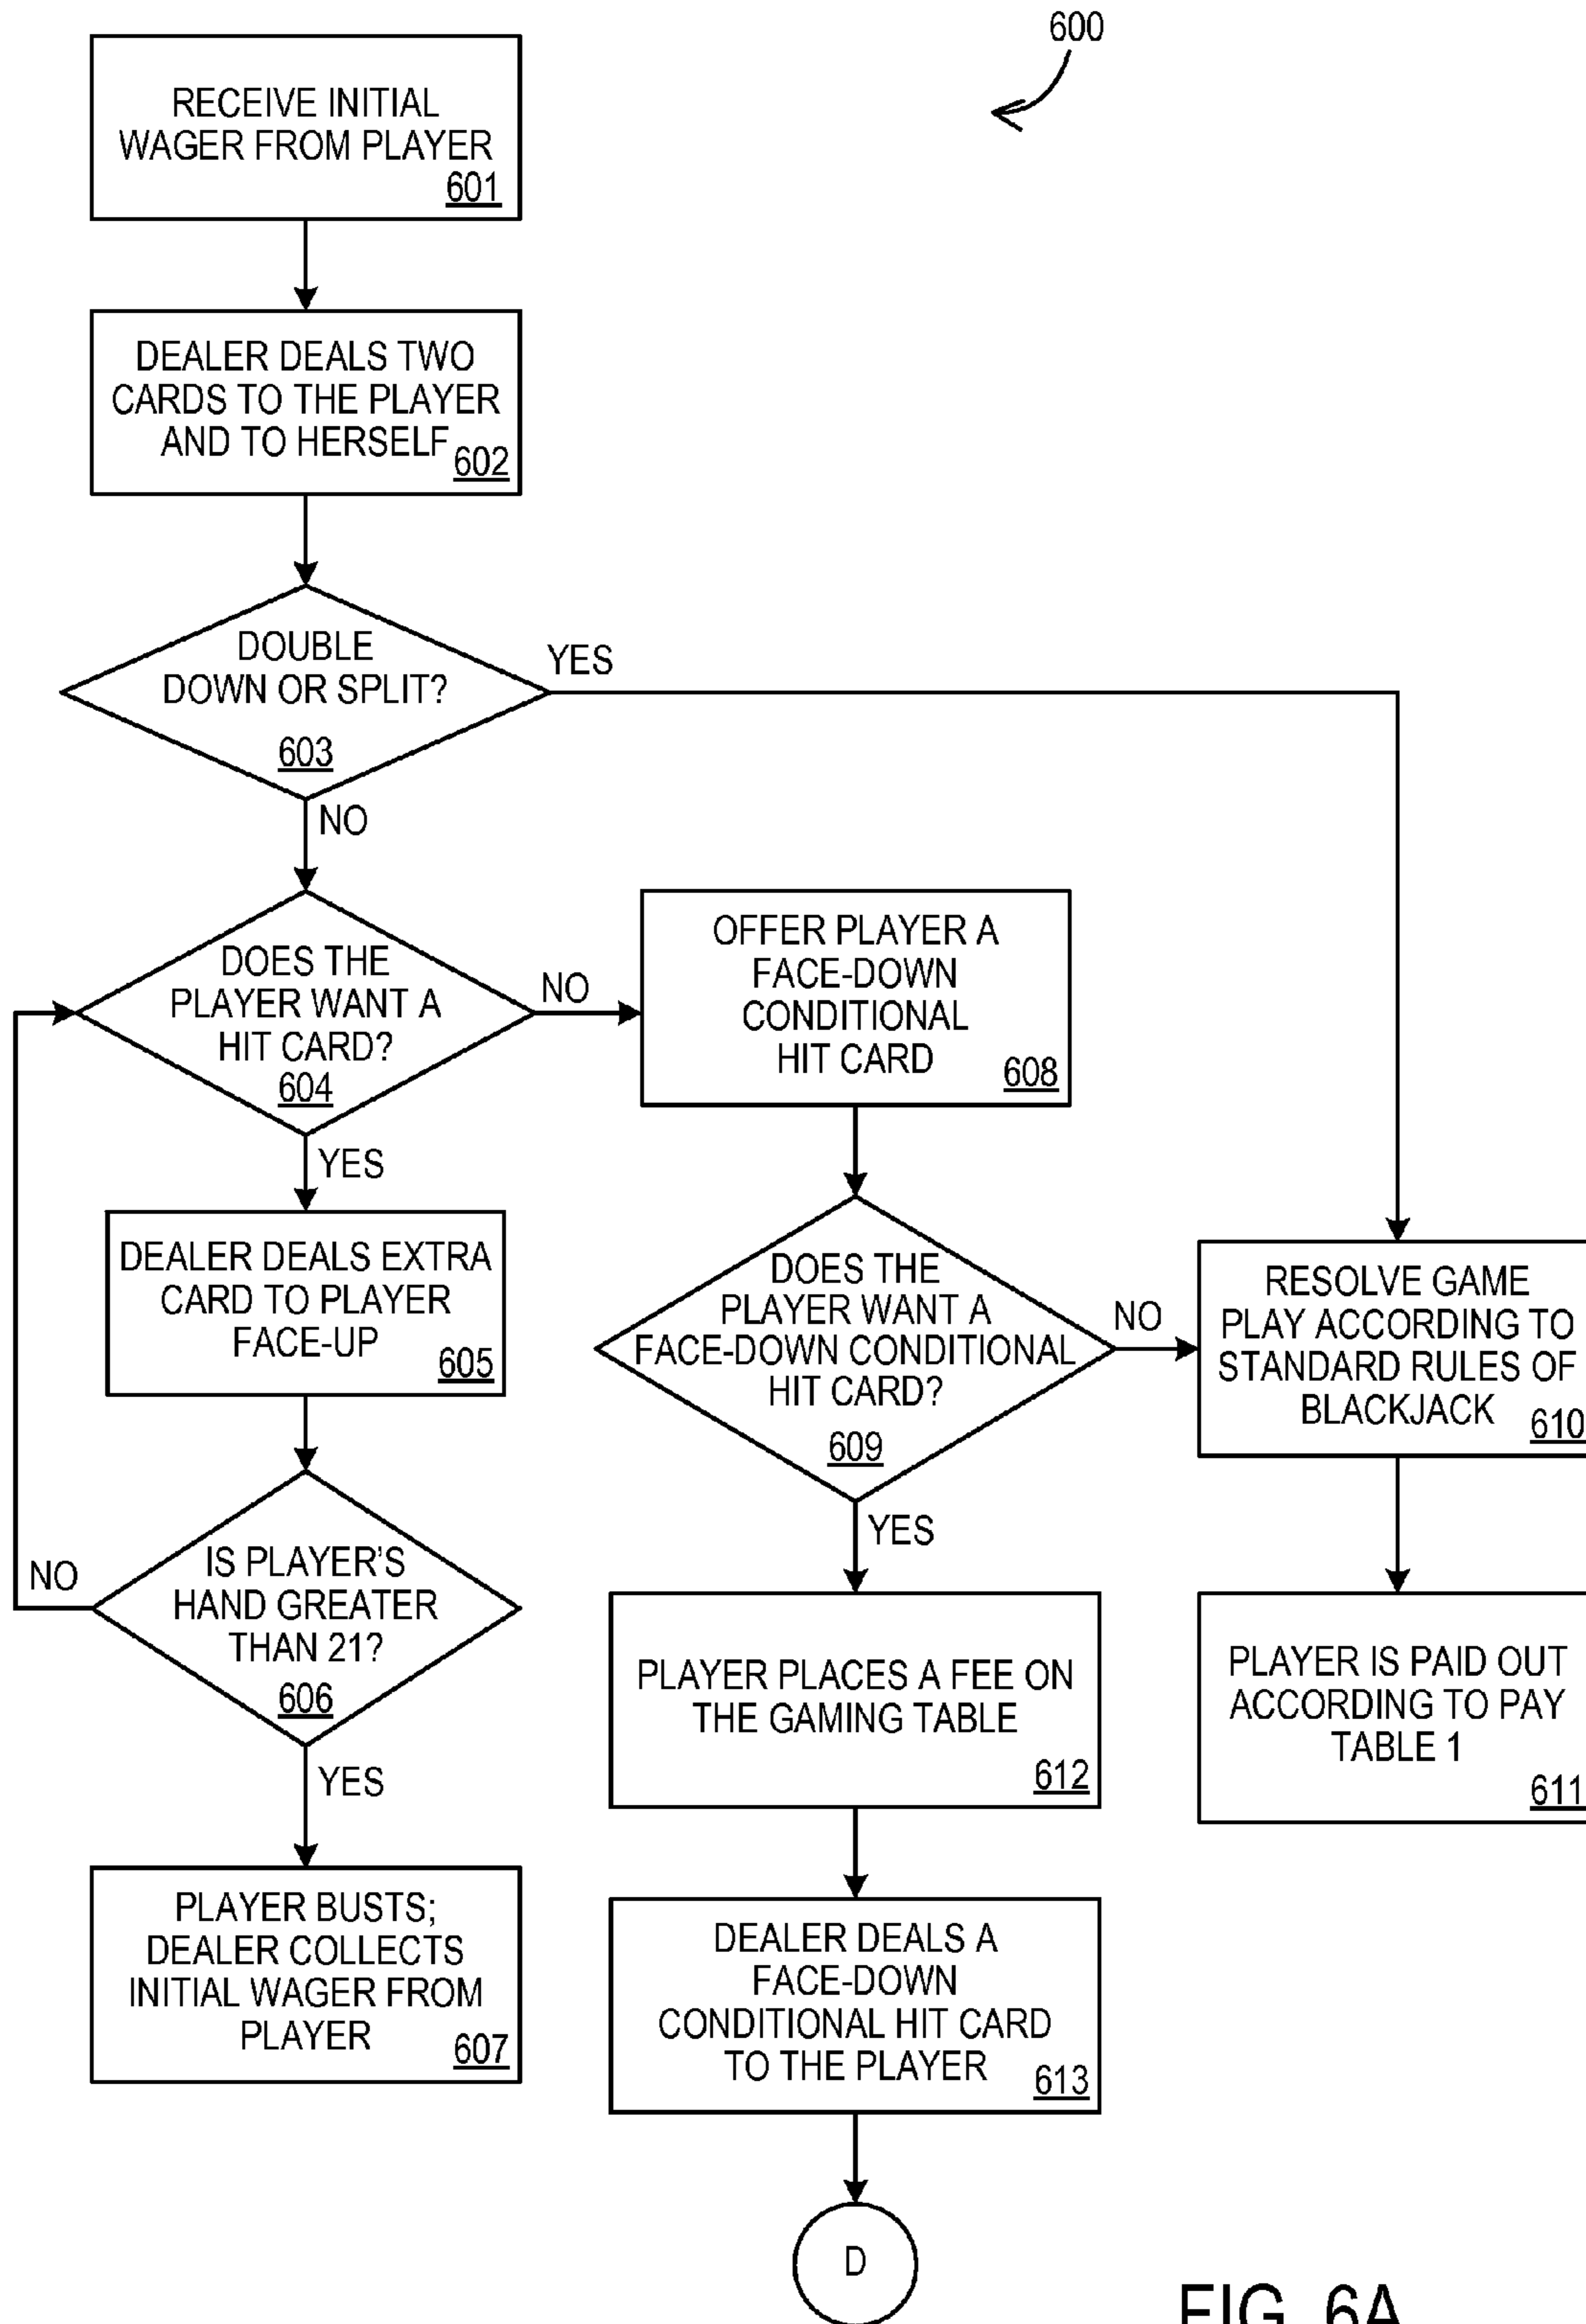 600
RECEIVE INITIAL
WAGER FROM PLAYER
601
DEALER DEALS TWO
CARDS TO THE PLAYER
AND TO HERSELF
602
DOUBLE
DOWN OR SPLIT?
603
YES
NO
DOES THE
PLAYER WANT A
HIT CARD?
604
NO
YES
OFFER PLAYER A
FACE-DOWN
CONDITIONAL
HIT CARD
608
DEALER DEALS EXTRA
CARD TO PLAYER
FACE-UP
605
DOES THE
PLAYER WANT A
FACE-DOWN CONDITIONAL
HIT CARD?
609
NO
YES
RESOLVE GAME
PLAY ACCORDING TO
STANDARD RULES OF
BLACKJACK
610
IS PLAYER'S
HAND GREATER
THAN 21?
606
NO
YES
PLAYER PLACES A FEE ON
THE GAMING TABLE
612
PLAYER IS PAID OUT
ACCORDING TO PAY
TABLE 1
611
PLAYER BUSTS;
DEALER COLLECTS
INITIAL WAGER FROM
PLAYER
607
DEALER DEALS A
FACE-DOWN
CONDITIONAL HIT CARD
TO THE PLAYER
613
D
FIG. 6A